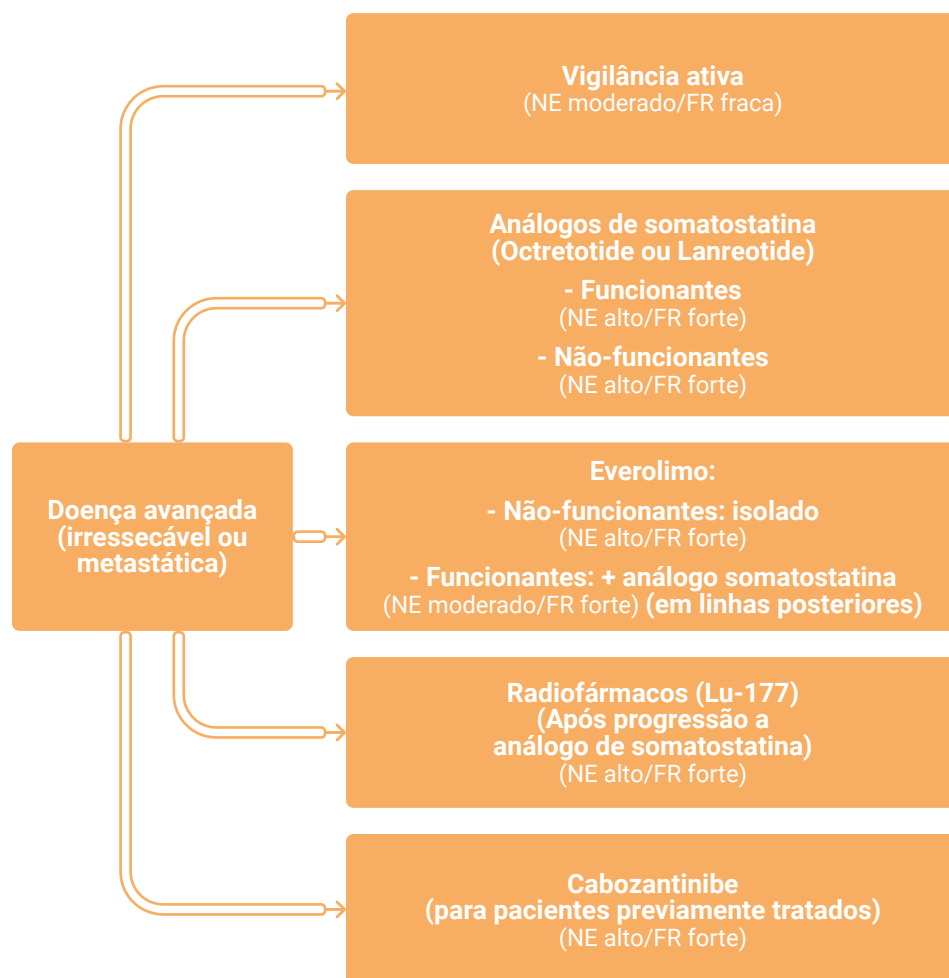 Vigilância ativa
(NE moderado/FR fraca)
Análogos de somatostatina
(Octretotide ou Lanreotide)
- Funcionantes
(NE alto/FR forte)
- Não-funcionantes
(NE alto/FR forte)
Doença avançada
(irressecável ou
metastática)
Everolimo:
- Não-funcionantes: isolado
(NE alto/FR forte)
- Funcionantes: + análogo somatostatina
(NE moderado/FR forte) (em linhas posteriores)
Radiofármacos (Lu-177)
(Após progressão a
análogo de somatostatina)
(NE alto/FR forte)
Cabozantinibe
(para pacientes previamente tratados)
(NE alto/FR forte)